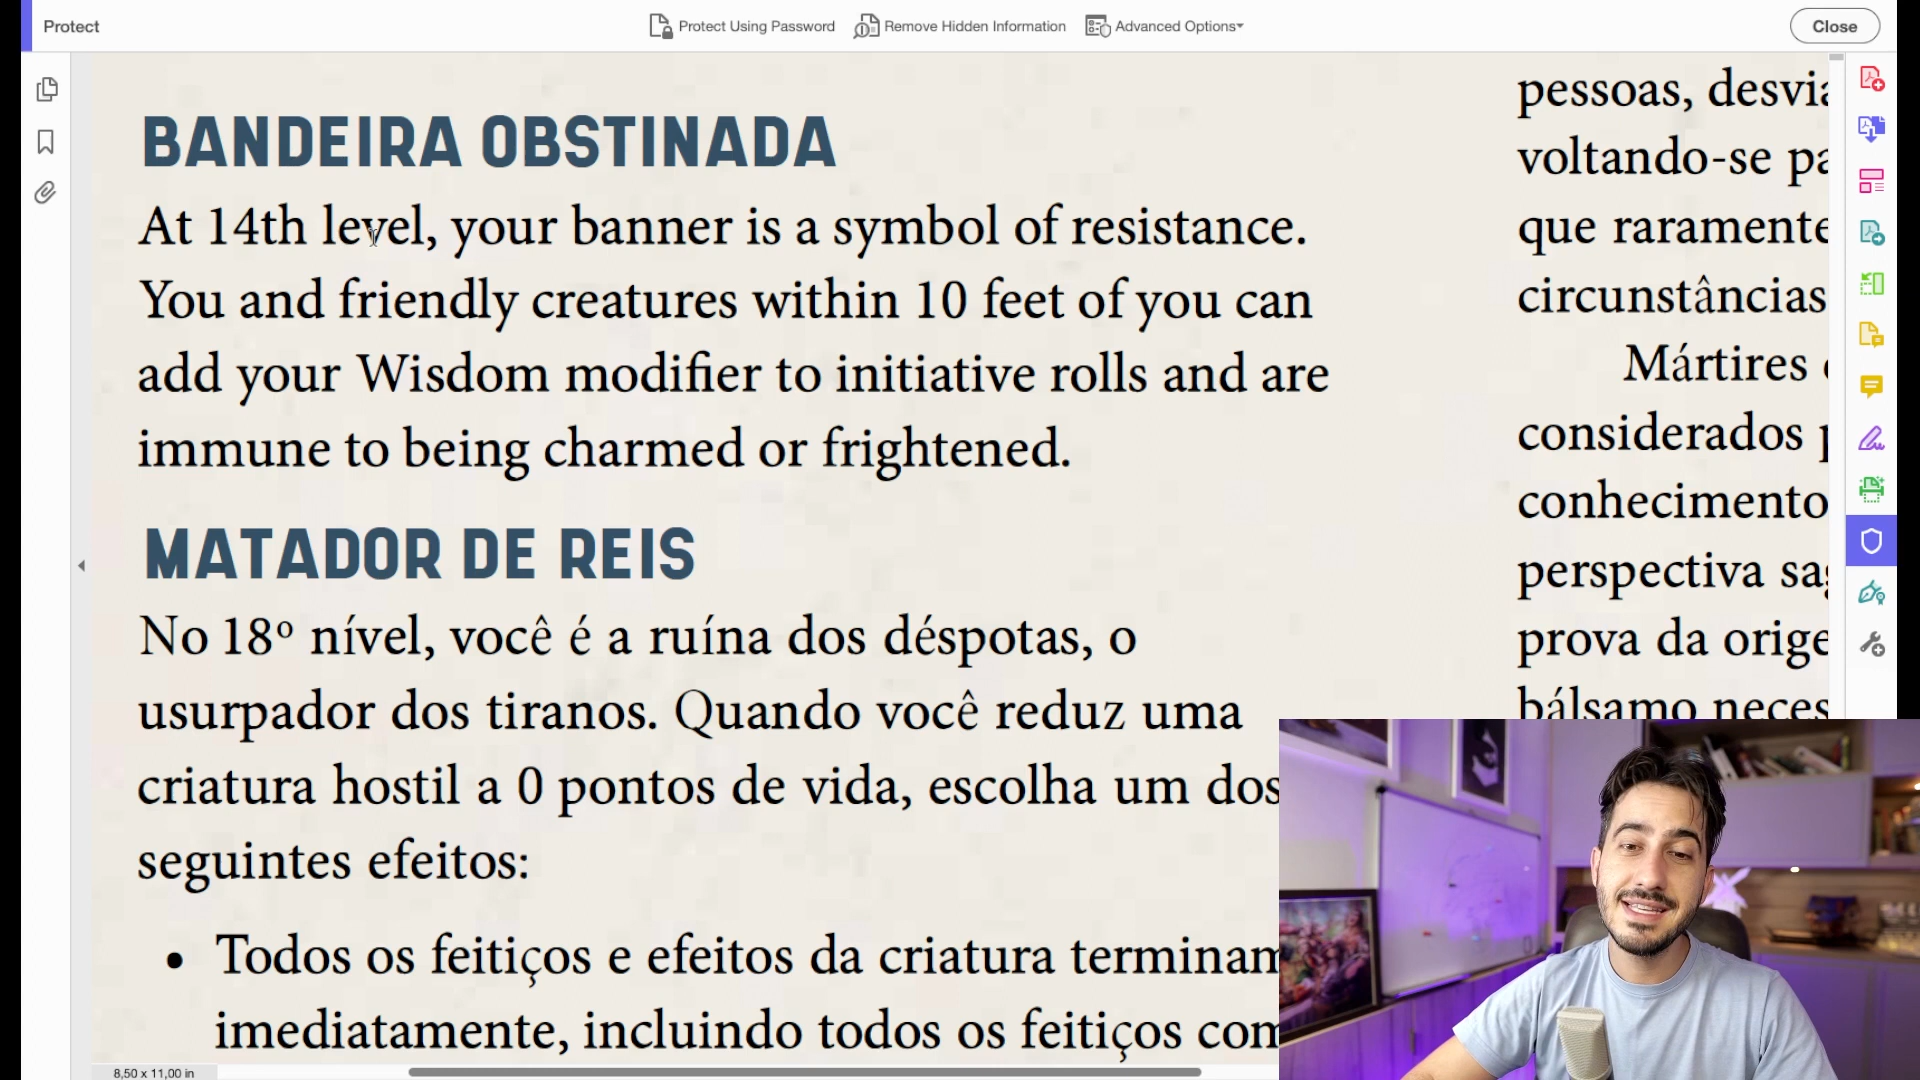 Protect
Protect Using Password
Remove Hidden Information
Advanced Options
Close
BANDEIRA OBSTINADA
At 14th level, your banner is a symbol of resistance.
You and friendly creatures within 10 feet of you can
add your Wisdom modifier to initiative rolls and are
immune to being charmed or frightened.
MATADOR DE REIS
No 18º nível, você é a ruína dos déspotas, o
usurpador dos tiranos. Quando você reduz uma
criatura hostil a 0 pontos de vida, escolha um dos
seguintes efeitos:
• Todos os feitiços e efeitos da criatura terminam
imediatamente, incluindo todos os feitiços com
pessoas, desvia
voltando-se pa
que raramente
circunstâncias
Mártires
considerados
conhecimento
perspectiva sag
prova da orige
bálsamo neces
8,50 x 11,00 in